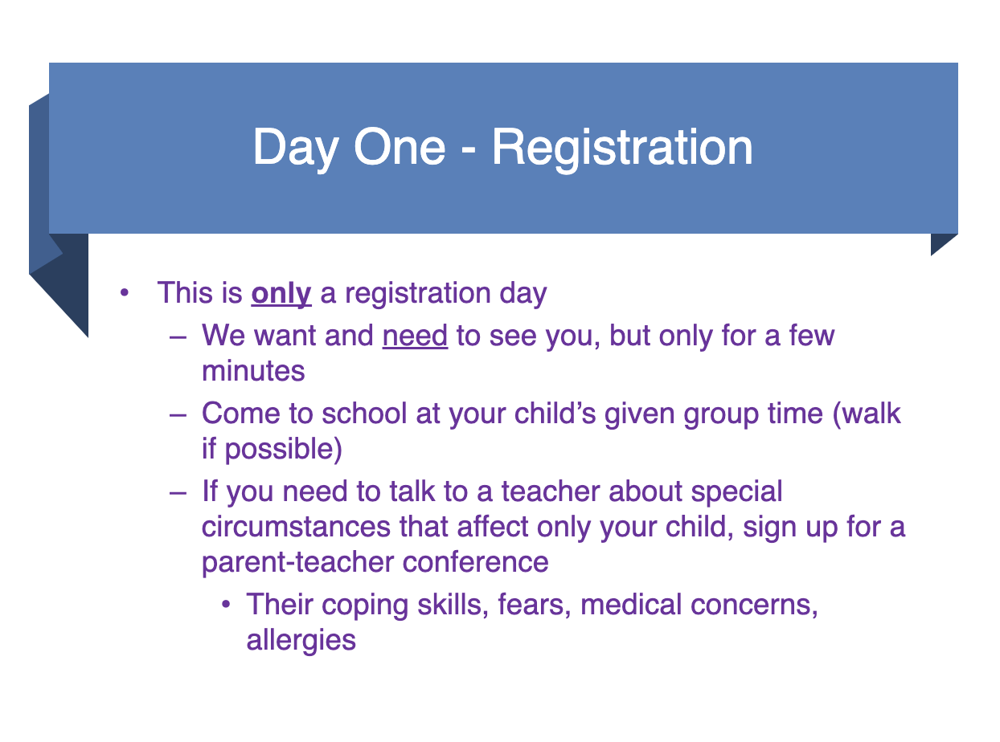 Day One - Registration
• This is only a registration day
– We want and need to see you, but only for a few
minutes
– Come to school at your child’s given group time (walk
if possible)
– If you need to talk to a teacher about special
circumstances that affect only your child, sign up for a
parent-teacher conference
• Their coping skills, fears, medical concerns,
allergies